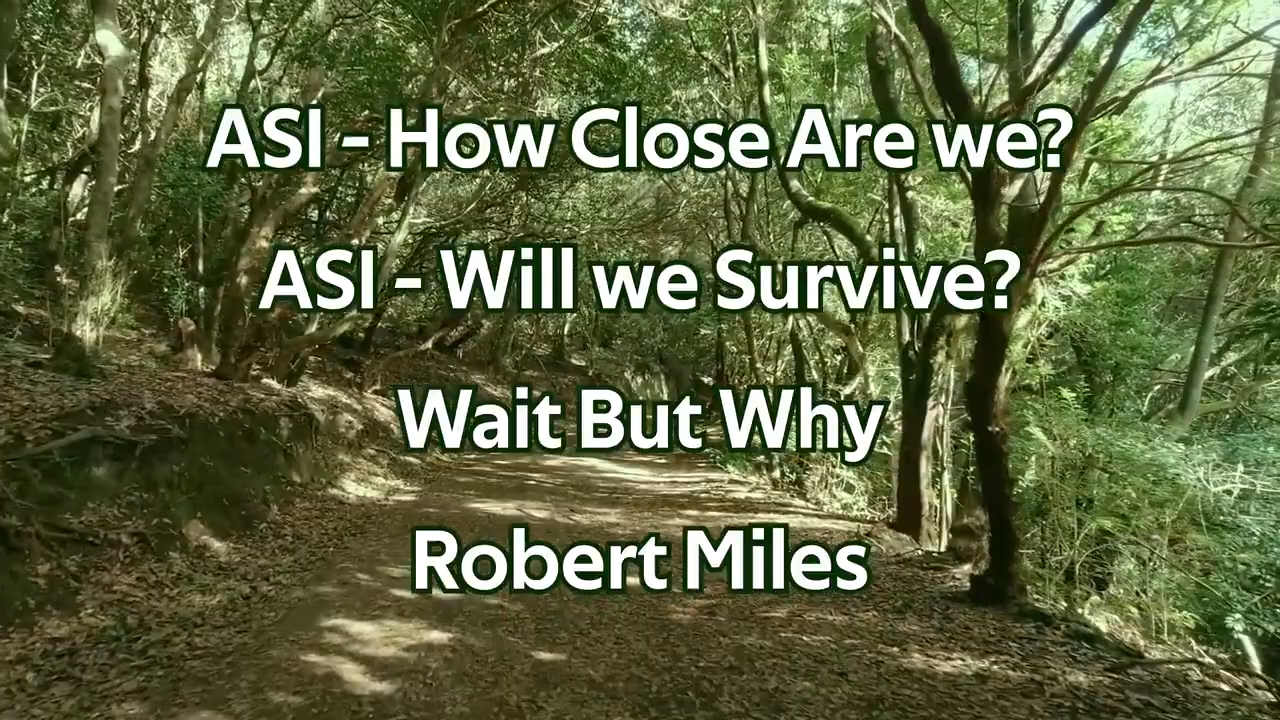 ASI - How Close Are we?
ASI - Will we Survive?
Wait But Why
Robert Miles